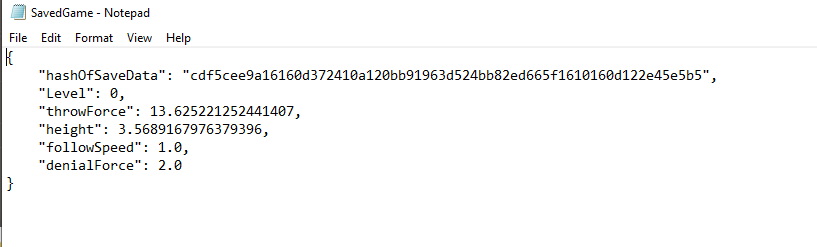 SavedGame - Notepad
File Edit Format View Help
{
"hashOfSaveData": "cdf5cee9a16160d372410a120bb91963d524bb82ed665f1610160d122e45e5b5",
"Level": 0,
"throwForce": 13.625221252441407,
"height": 3.5689167976379396,
"followSpeed": 1.0,
"denialForce": 2.0
}